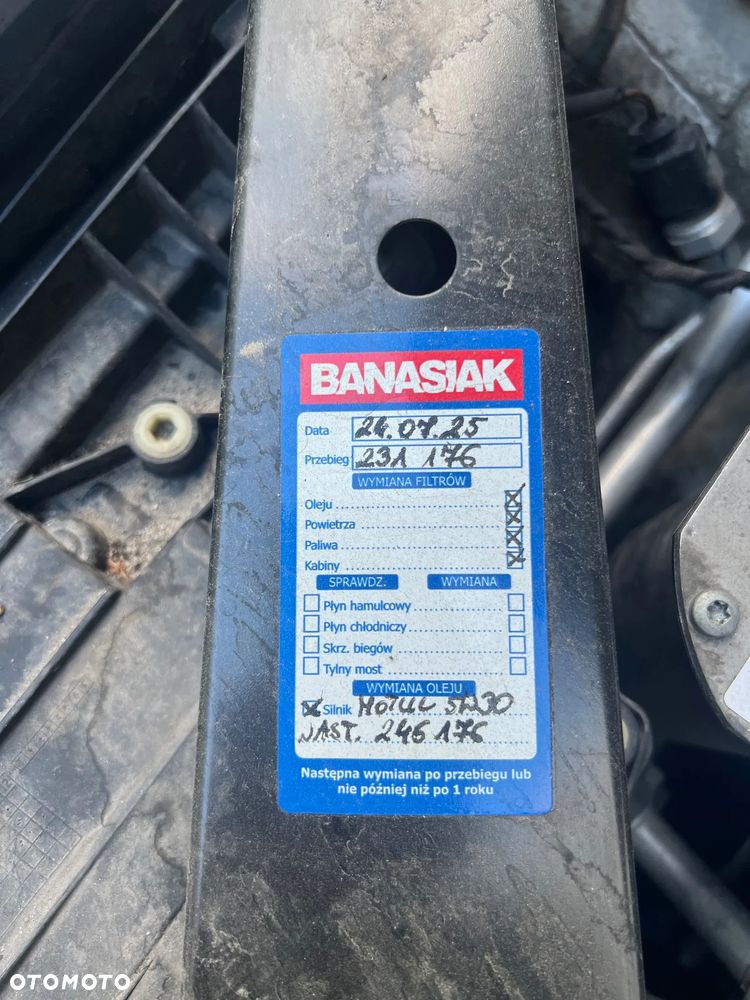 BANASIAK
Data 24.07.25
Przebieg 231 176
WYMIANA FILTRÓW
Oleju
Powietrza
Paliwa
Kabiny
SPRAWDZ. WYMIANA
Płyn hamulcowy
Płyn chłodniczy
Skrz. biegów
Tylny most
WYMIANA OLEJU
Silnik MOTUL 5W30
NAST. 246 176
Następna wymiana po przebiegu lub
nie później niż po 1 roku
OTOMOTO